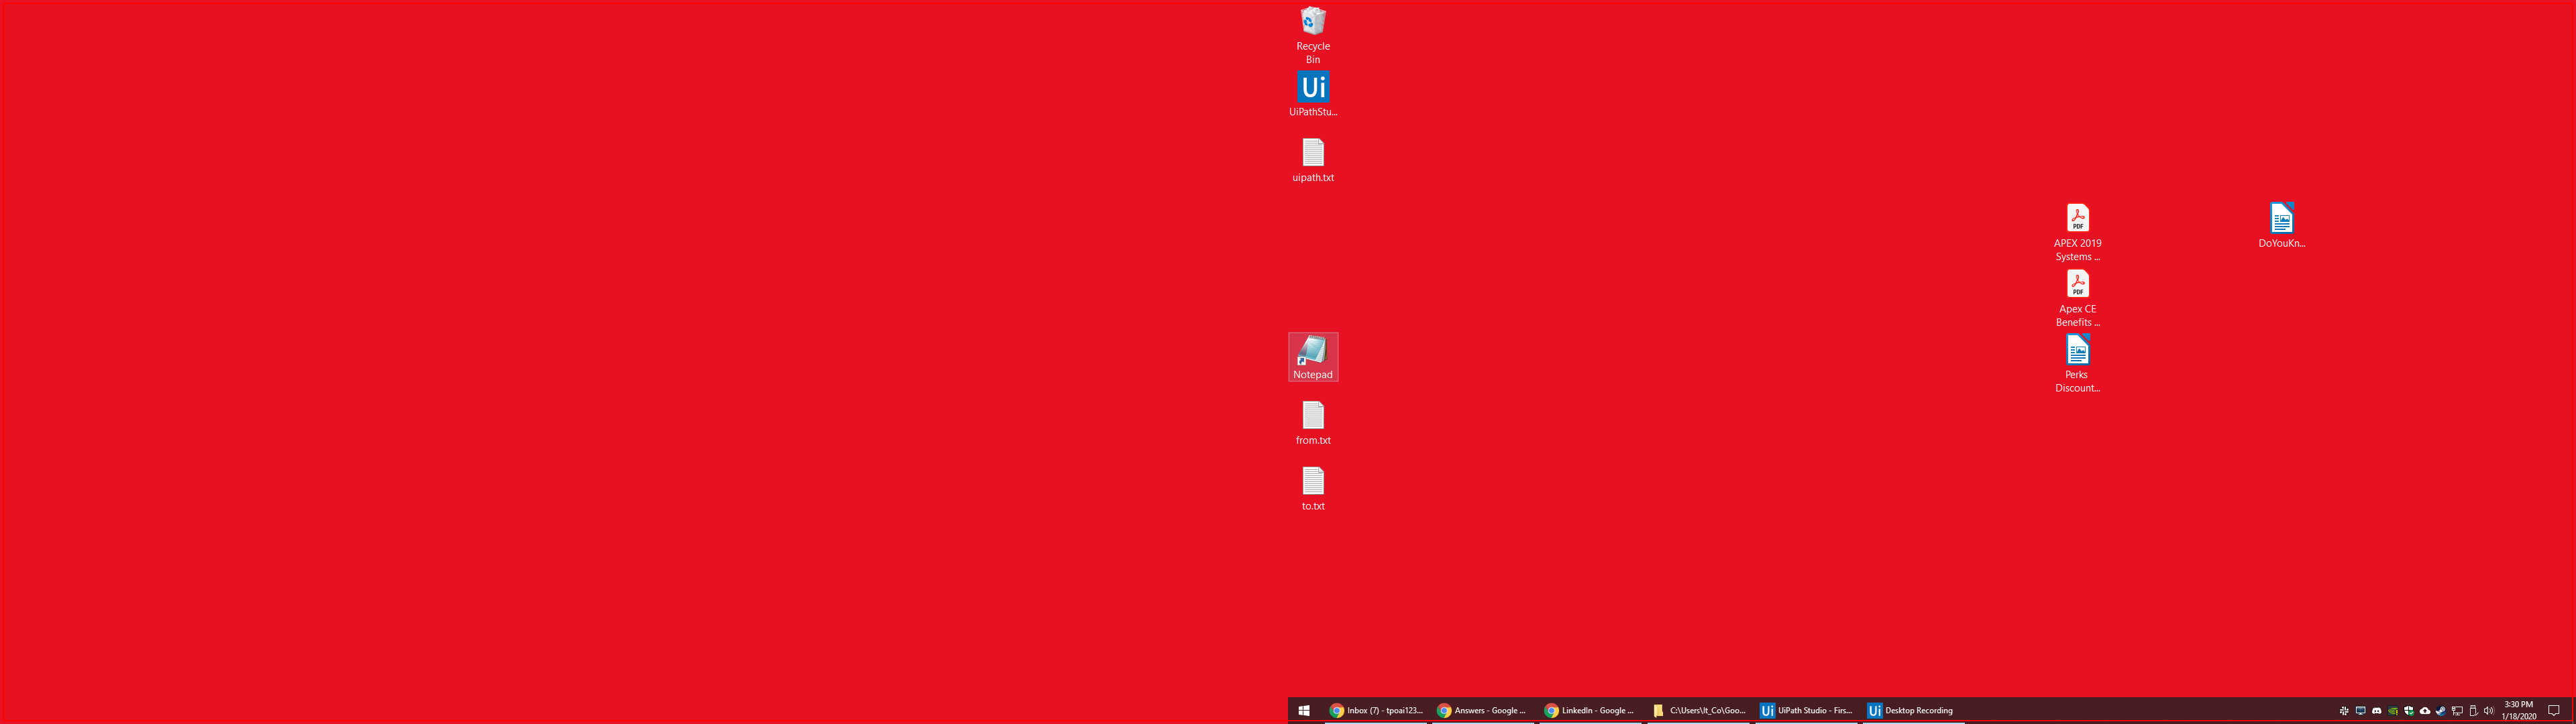 Recycle
Bin
Ui
UiPathStu...
uipath.txt
PDF
APEX 2019
Systems ...
DoYouKn...
PDF
Apex CE
Benefits ...
Notepad
Perks
Discount...
from.txt
to.txt
Inbox (7) - tpoai123...
Answers - Google ...
LinkedIn - Google ...
C:\Users\It_Co\Goo...
Ui UiPath Studio - Firs...
Ui Desktop Recording
3:30 PM
1/18/2020